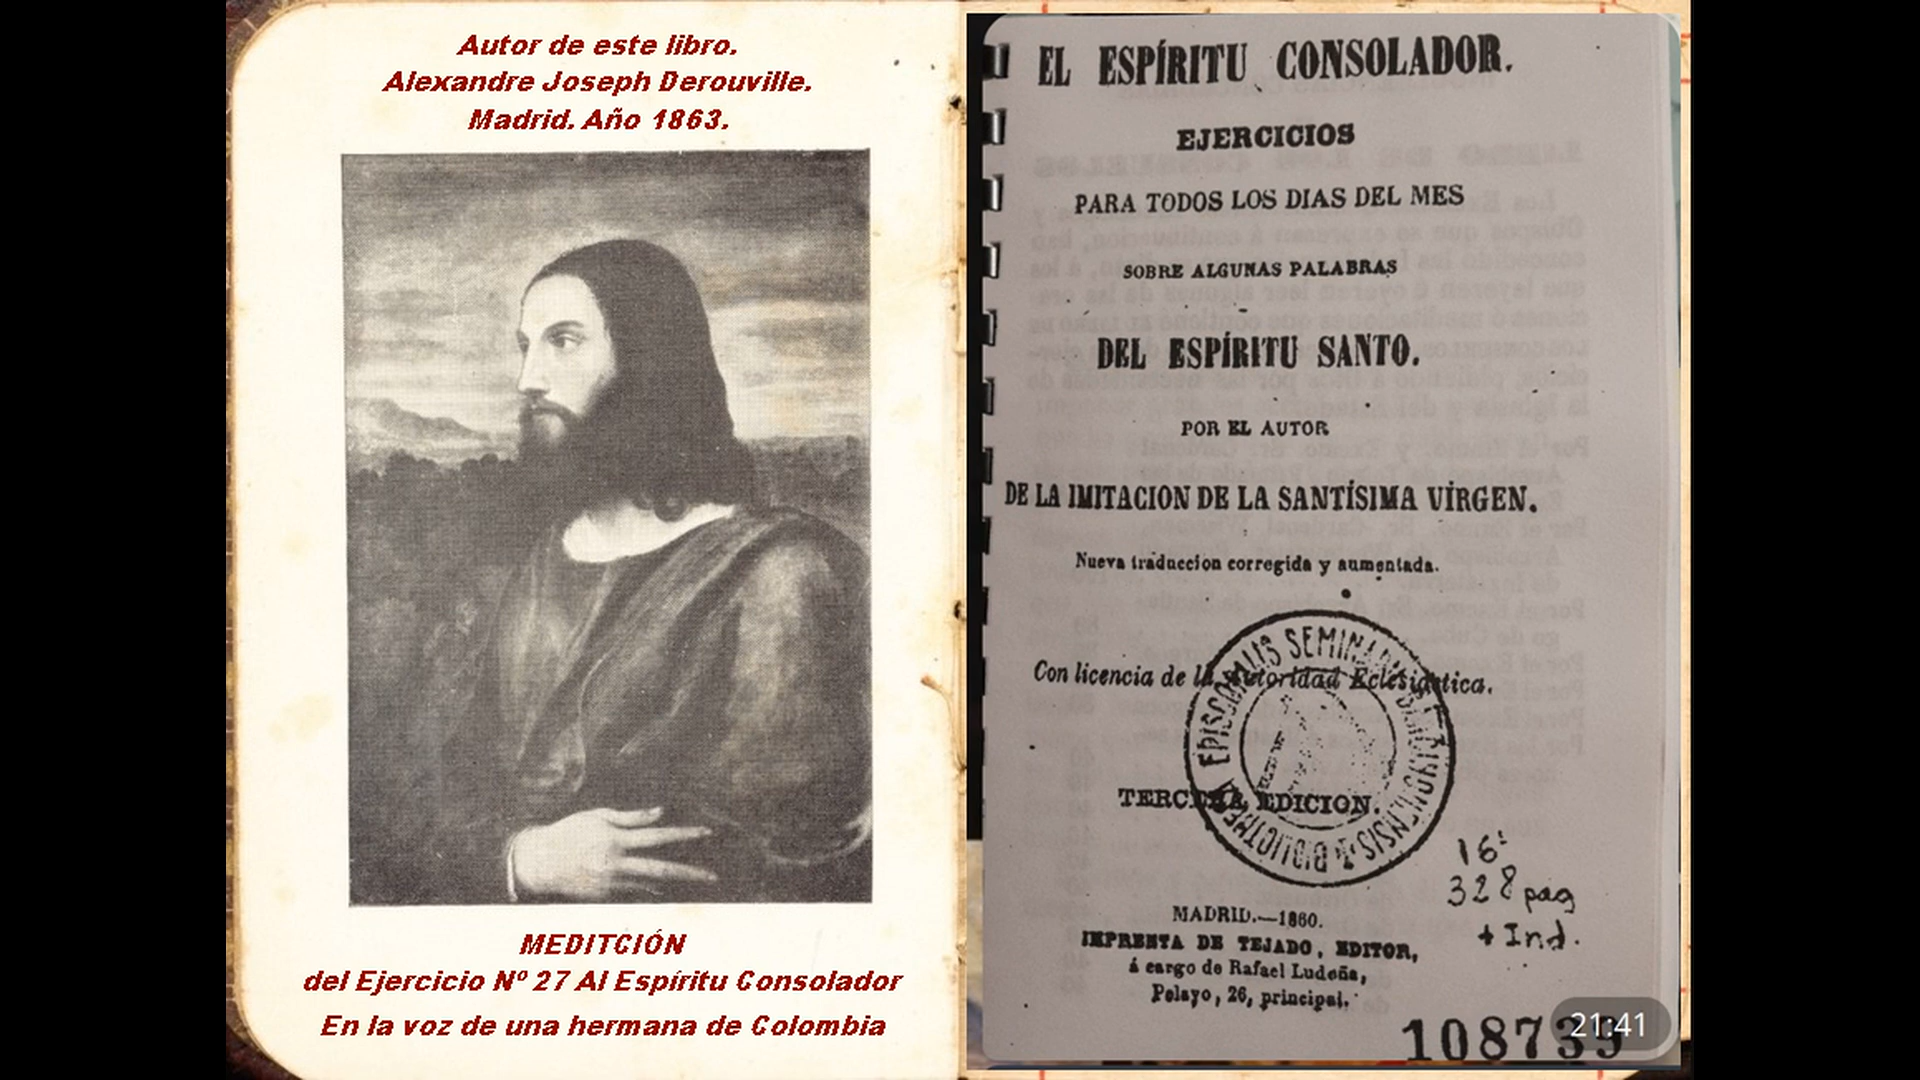 Autor de este libro.
Alexandre Joseph Derouville.
Madrid. Año 1863.
MEDITCIÓN
del Ejercicio Nº 27 Al Espíritu Consolador
En la voz de una hermana de Colombia
EL ESPÍRITU CONSOLADOR.
EJERCICIOS
PARA TODOS LOS DIAS DEL MES
SOBRE ALGUNAS PALABRAS
DEL ESPÍRITU SANTO.
POR EL AUTOR
DE LA IMITACION DE LA SANTÍSIMA VÍRGEN.
Nueva traduccion corregida y aumentada.
Con licencia de la Autoridad Eclesiástica.
TERCERA EDICION.
16º
328 pag
+ Ind.
MADRID.—1860.
IMPRENTA DE TEJADO, EDITOR,
á cargo de Rafael Ludeña,
Pelayo, 26, principal.
108739
21:41